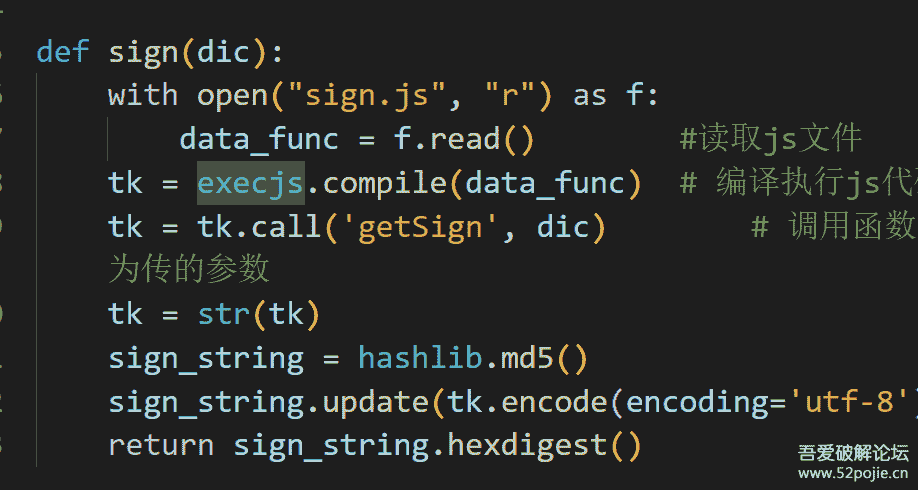 def sign(dic):
    with open("sign.js", "r") as f:
        data_func = f.read()        #读取js文件
    tk = execjs.compile(data_func)  # 编译执行js代
    tk = tk.call('getSign', dic)        # 调用函数
    为传的参数
    tk = str(tk)
    sign_string = hashlib.md5()
    sign_string.update(tk.encode(encoding='utf-8')
    return sign_string.hexdigest()
吾爱破解论坛
www.52pojie.cn